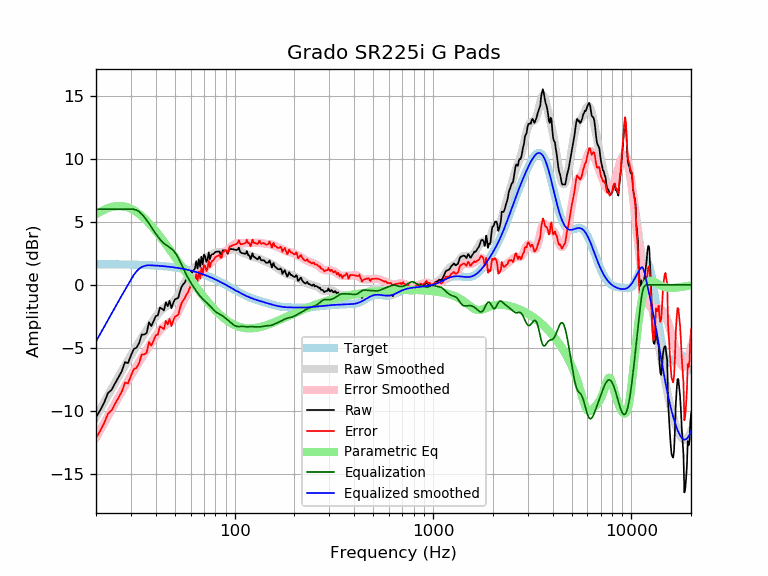 Grado SR225i G Pads
15
10
5
0
−5
−10
−15
Amplitude (dBr)
Target
Raw Smoothed
Error Smoothed
Raw
Error
Parametric Eq
Equalization
Equalized smoothed
100
1000
10000
Frequency (Hz)